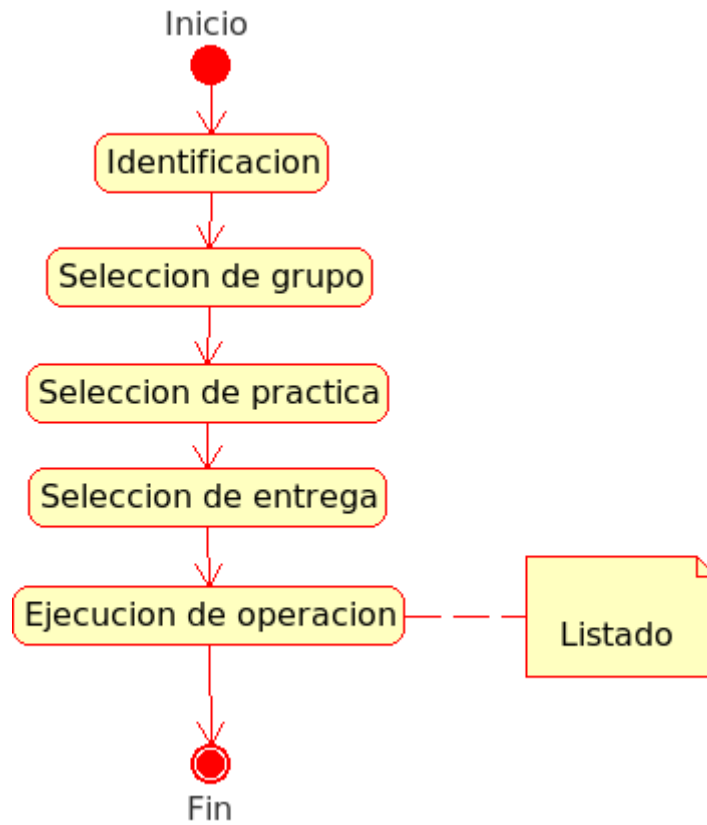 Inicio
Identificacion
Seleccion de grupo
Seleccion de practica
Seleccion de entrega
Ejecucion de operacion
Listado
Fin